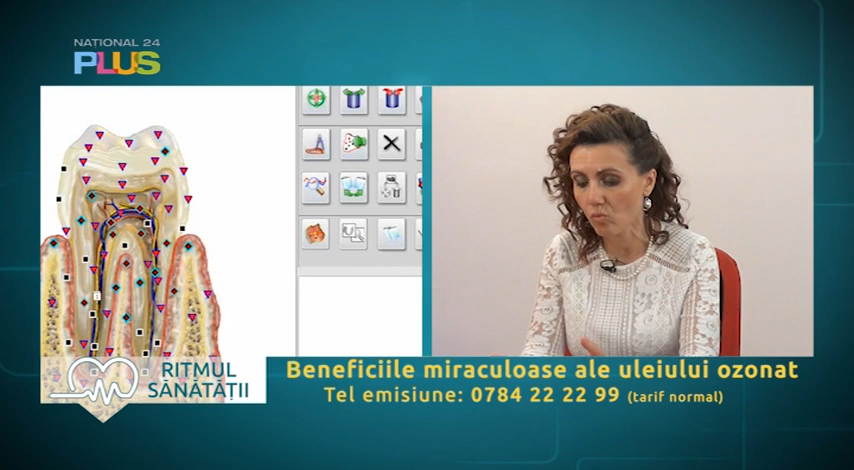 NATIONAL 24
PLUS
RITMUL
SĂNĂTĂȚII
Beneficiile miraculoase ale uleiului ozonat
Tel emisiune: 0784 22 22 99 (tarif normal)